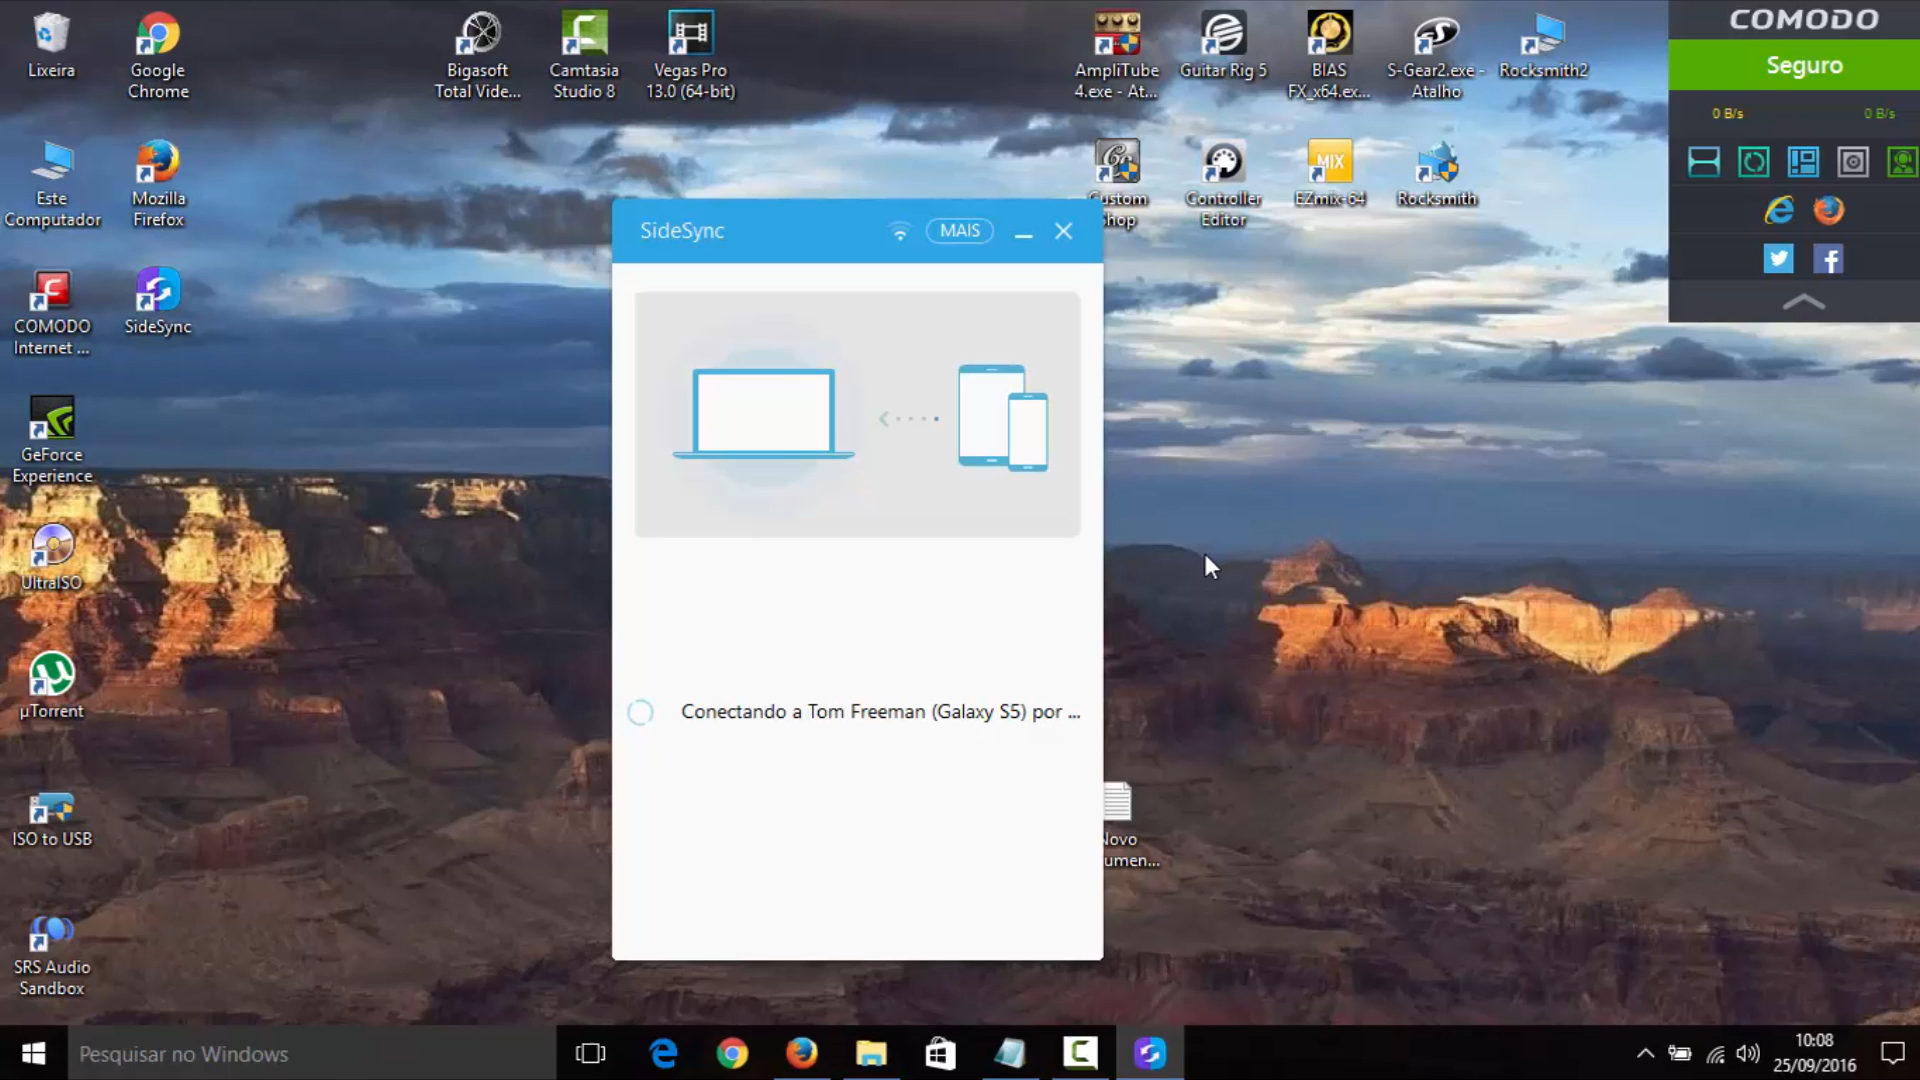 Lixeira
Google
Chrome
Bigasoft
Total Vide...
Camtasia
Studio 8
Vegas Pro
13.0 (64-bit)
AmpliTube
4.exe - At...
Guitar Rig 5
BIAS
FX_x64.ex...
S-Gear2.exe -
Atalho
Rocksmith2
COMODO
Seguro
0 B/s
0 B/s
Este
Computador
Mozilla
Firefox
Custom
Shop
Controller
Editor
MIX
EZmix-64
Rocksmith
SideSync
MAIS
COMODO
Internet ...
SideSync
GeForce
Experience
UltraISO
µTorrent
Conectando a Tom Freeman (Galaxy S5) por ...
ISO to USB
Novo
umen...
SRS Audio
Sandbox
Pesquisar no Windows
10:08
25/09/2016